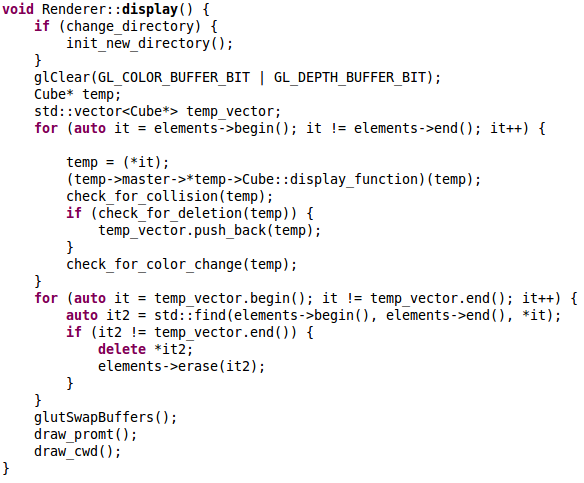 void Renderer::display() {
    if (change_directory) {
        init_new_directory();
    }
    glClear(GL_COLOR_BUFFER_BIT | GL_DEPTH_BUFFER_BIT);
    Cube* temp;
    std::vector<Cube*> temp_vector;
    for (auto it = elements->begin(); it != elements->end(); it++) {

        temp = (*it);
        (temp->master->*temp->Cube::display_function)(temp);
        check_for_collision(temp);
        if (check_for_deletion(temp)) {
            temp_vector.push_back(temp);
        }
        check_for_color_change(temp);
    }
    for (auto it = temp_vector.begin(); it != temp_vector.end(); it++) {
        auto it2 = std::find(elements->begin(), elements->end(), *it);
        if (it2 != temp_vector.end()) {
            delete *it2;
            elements->erase(it2);
        }
    }
    glutSwapBuffers();
    draw_promt();
    draw_cwd();
}